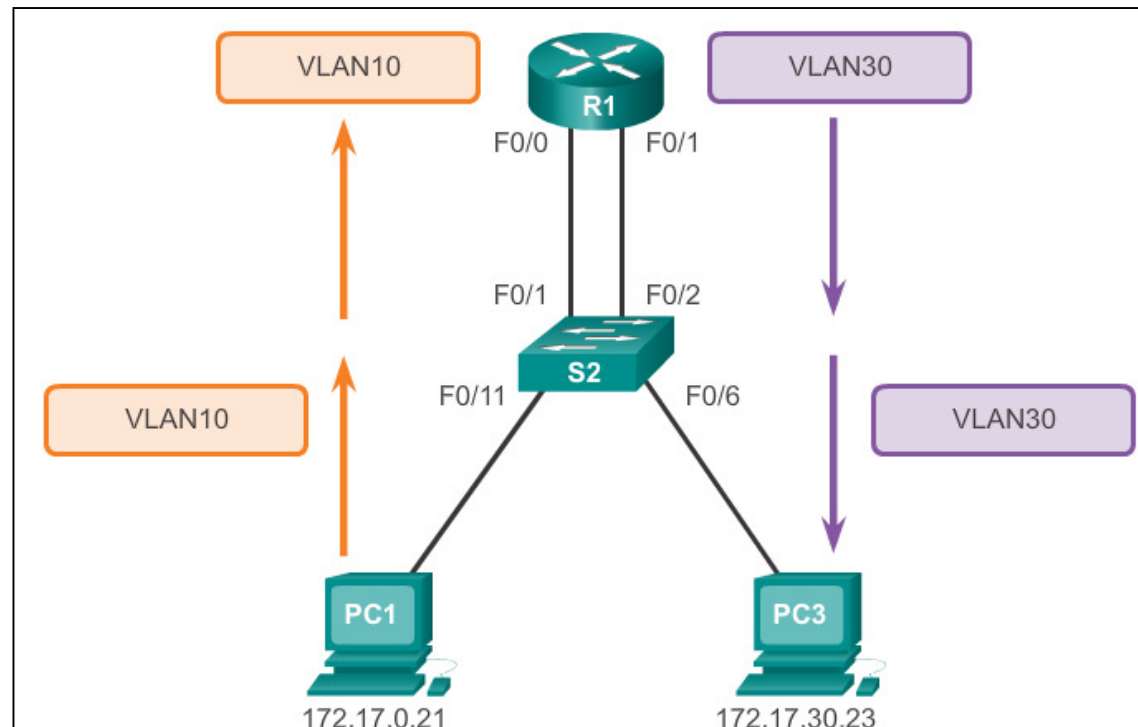 VLAN10
VLAN30
R1
F0/0
F0/1
F0/1
F0/2
S2
F0/11
F0/6
VLAN10
VLAN30
PC1
PC3
172.17.0.21
172.17.30.23